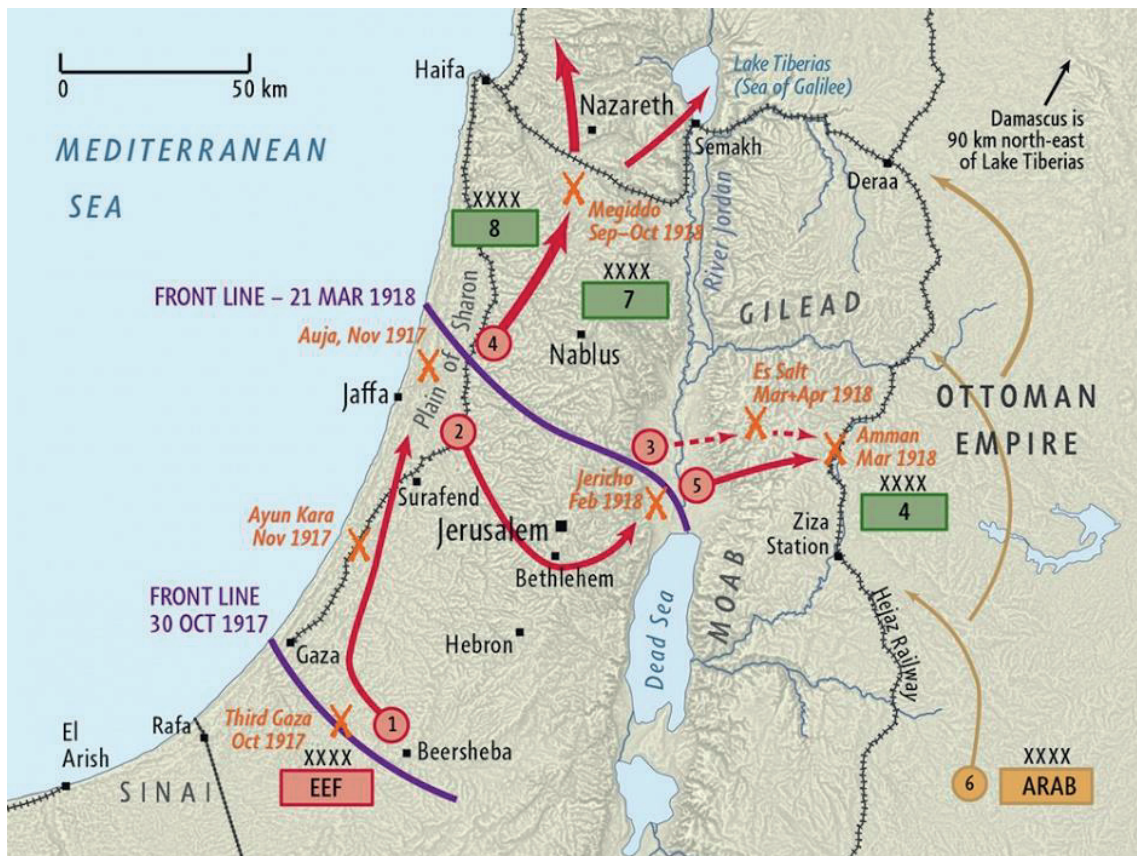 0
50 km
Haifa
Lake Tiberias
(Sea of Galilee)
Nazareth
Damascus is
90 km north-east
of Lake Tiberias
MEDITERRANEAN
SEA
Semakh
Deraa
XXXX
8
Megiddo
Sep–Oct 1918
River Jordan
XXXX
7
FRONT LINE – 21 MAR 1918
Plain of Sharon
GILEAD
Auja, Nov 1917
4
Nablus
Es Salt
Mar+Apr 1918
Jaffa
OTTOMAN
EMPIRE
2
3
Amman
Mar 1918
Jericho
Feb 1918
5
XXXX
4
Surafend
Ayun Kara
Nov 1917
Jerusalem
Ziza
Station
Bethlehem
FRONT LINE
30 OCT 1917
MOAB
Hejaz Railway
Gaza
Hebron
Dead Sea
Third Gaza
Oct 1917
1
El
Arish
Rafa
Beersheba
XXXX
EEF
SINAI
XXXX
6
ARAB